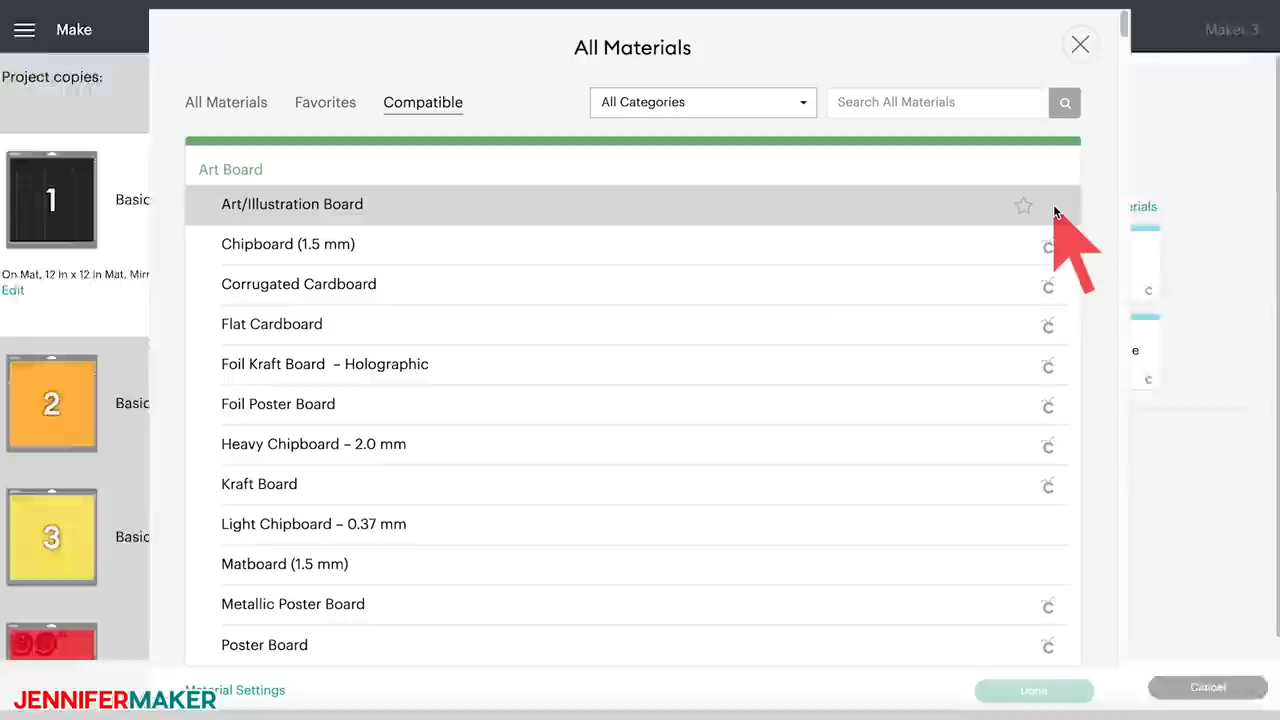 Make
Maker 3
All Materials
Project copies:
All Materials
Favorites
Compatible
All Categories
Search All Materials
Art Board
1
Basic
Art/Illustration Board
erials
Chipboard (1.5 mm)
On Mat, 12 in x 12 in Mat, Mirr
Edit
Corrugated Cardboard
Flat Cardboard
e
Foil Kraft Board – Holographic
2
Basic
Foil Poster Board
Heavy Chipboard – 2.0 mm
Kraft Board
Light Chipboard – 0.37 mm
3
Basic
Matboard (1.5 mm)
Metallic Poster Board
Poster Board
Material Settings
Done
Cancel
JENNIFERMAKER